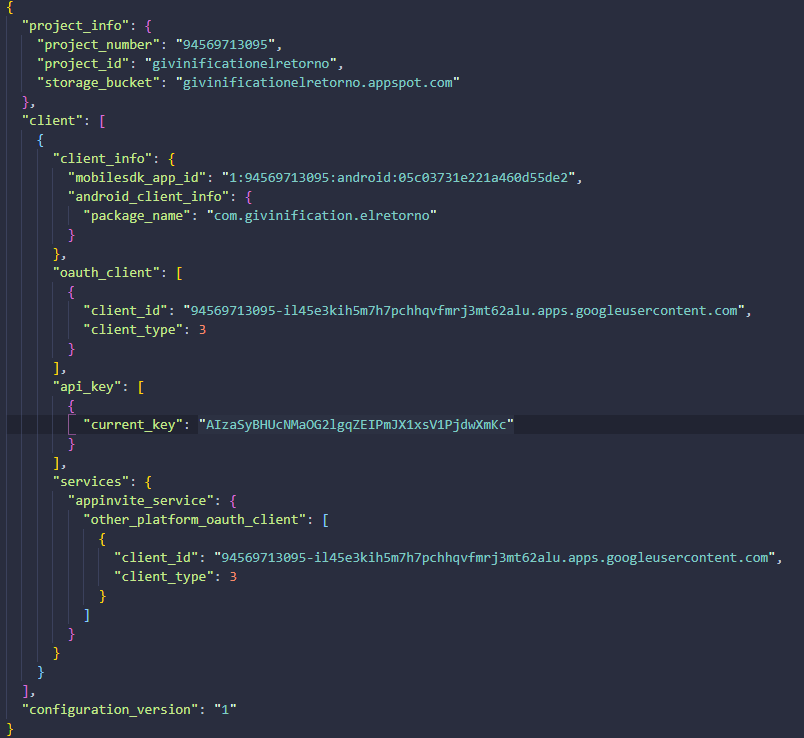 {
"project_info": {
"project_number": "94569713095",
"project_id": "givinificationelretorno",
"storage_bucket": "givinificationelretorno.appspot.com"
},
"client": [
{
"client_info": {
"mobilesdk_app_id": "1:94569713095:android:05c03731e221a460d55de2",
"android_client_info": {
"package_name": "com.givinification.elretorno"
}
},
"oauth_client": [
{
"client_id": "94569713095-il45e3kih5m7h7pchhqvfmrj3mt62alu.apps.googleusercontent.com",
"client_type": 3
}
],
"api_key": [
{
"current_key": "AIzaSyBHUcNMaOG2lgqZEIPmJX1xsV1PjdwXmKc"
}
],
"services": {
"appinvite_service": {
"other_platform_oauth_client": [
{
"client_id": "94569713095-il45e3kih5m7h7pchhqvfmrj3mt62alu.apps.googleusercontent.com",
"client_type": 3
}
]
}
}
}
],
"configuration_version": "1"
}